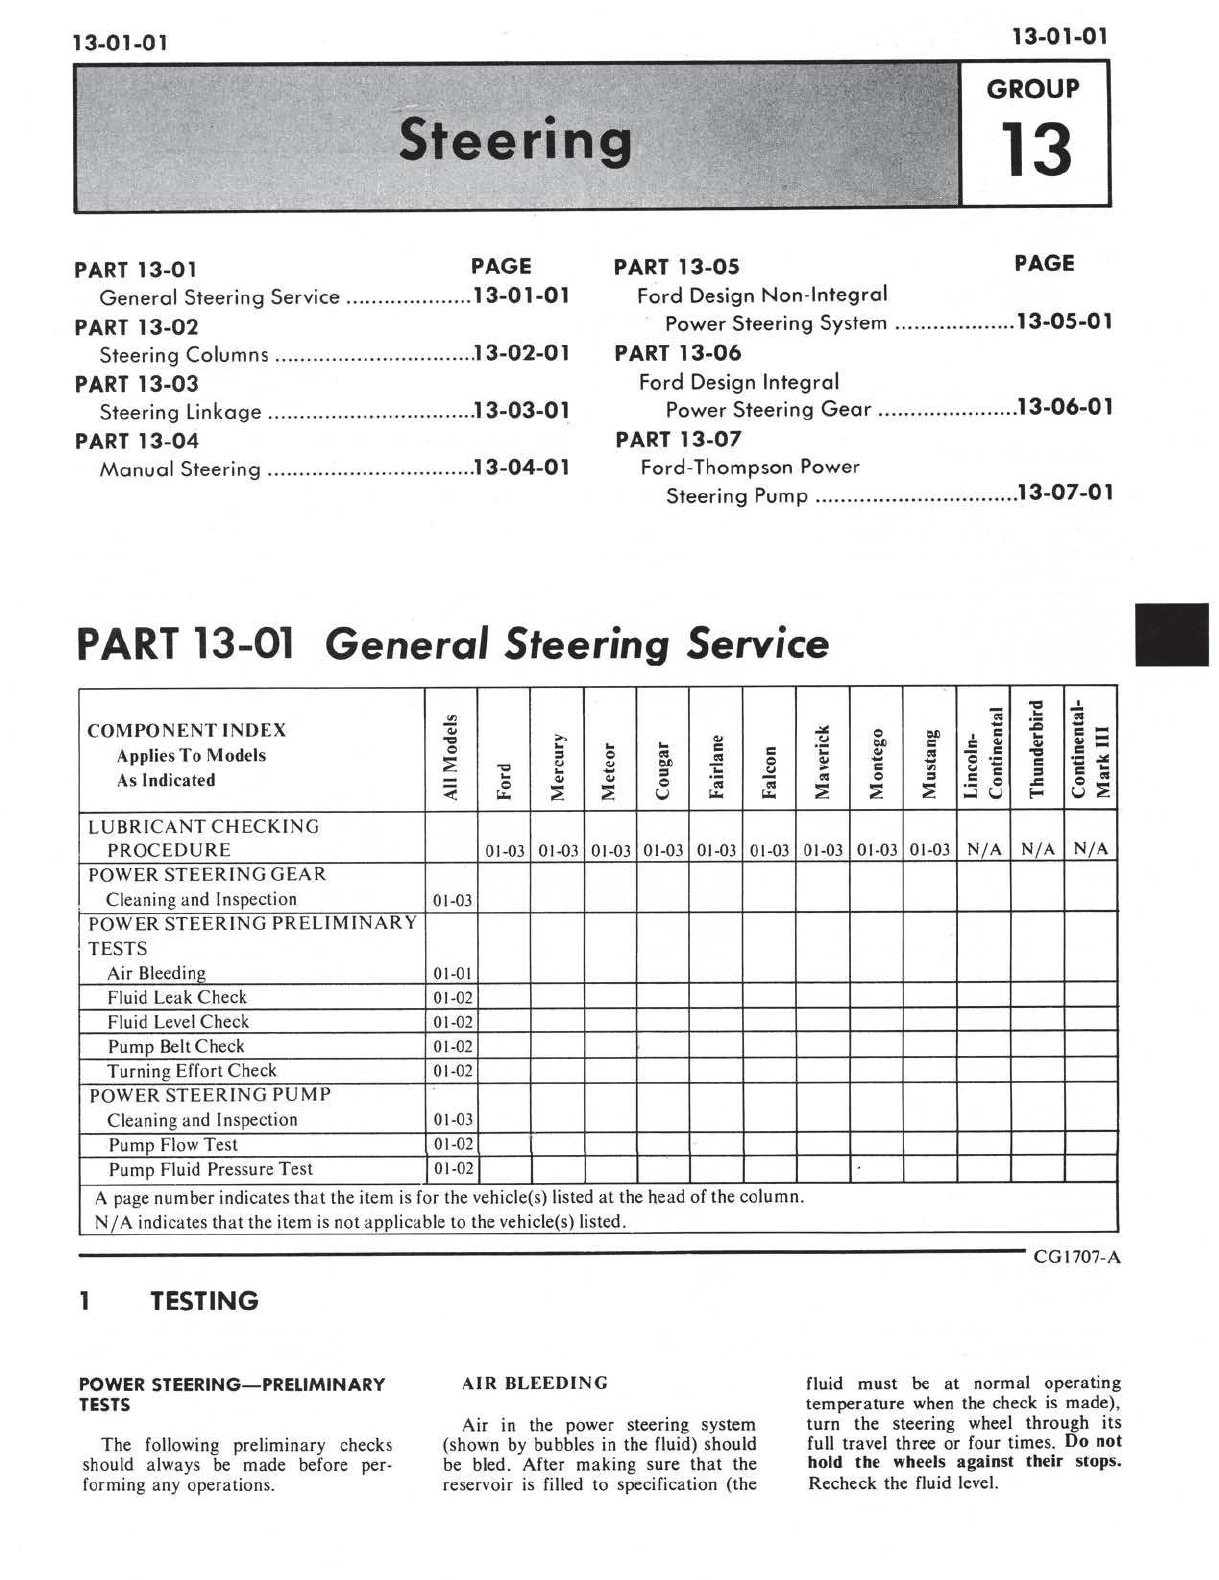 13-01-01
13-01-01
Steering
GROUP
13
PART 13-01 PAGE
General Steering Service .................... 13-01-01
PART 13-02
Steering Columns ................................ 13-02-01
PART 13-03
Steering Linkage ................................. 13-03-01
PART 13-04
Manual Steering ................................. 13-04-01
PART 13-05 PAGE
Ford Design Non-Integral
Power Steering System ................... 13-05-01
PART 13-06
Ford Design Integral
Power Steering Gear ...................... 13-06-01
PART 13-07
Ford-Thompson Power
Steering Pump ................................ 13-07-01
PART 13-01 General Steering Service
COMPONENT INDEX
Applies To Models
As Indicated
All Models
Ford
Mercury
Meteor
Cougar
Fairlane
Falcon
Maverick
Montego
Mustang
Lincoln-
Continental
Thunderbird
Continental-
Mark III
LUBRICANT CHECKING
PROCEDURE 01-03 01-03 01-03 01-03 01-03 01-03 01-03 01-03 01-03 N/A N/A N/A
POWER STEERING GEAR
Cleaning and Inspection 01-03
POWER STEERING PRELIMINARY
TESTS
Air Bleeding 01-01
Fluid Leak Check 01-02
Fluid Level Check 01-02
Pump Belt Check 01-02
Turning Effort Check 01-02
POWER STEERING PUMP
Cleaning and Inspection 01-03
Pump Flow Test 01-02
Pump Fluid Pressure Test 01-02
A page number indicates that the item is for the vehicle(s) listed at the head of the column.
N/A indicates that the item is not applicable to the vehicle(s) listed.
CG1707-A
1 TESTING
POWER STEERING—PRELIMINARY
TESTS
The following preliminary checks
should always be made before per-
forming any operations.
AIR BLEEDING
Air in the power steering system
(shown by bubbles in the fluid) should
be bled. After making sure that the
reservoir is filled to specification (the
fluid must be at normal operating
temperature when the check is made),
turn the steering wheel through its
full travel three or four times. Do not
hold the wheels against their stops.
Recheck the fluid level.